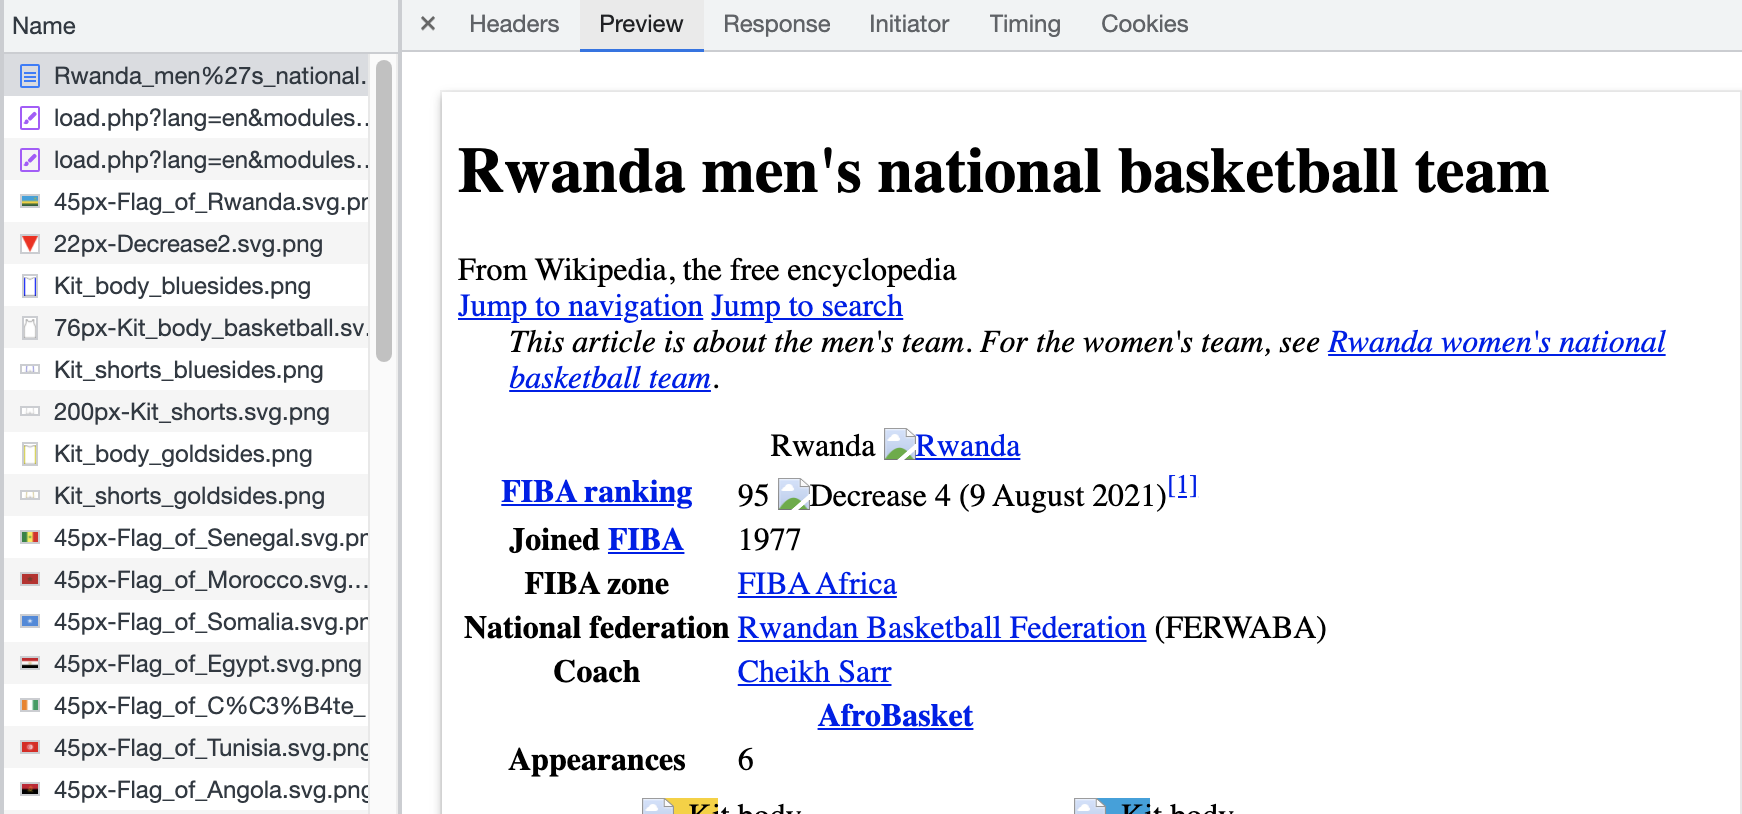 Name
Rwanda_men%27s_national.
load.php?lang=en&modules..
load.php?lang=en&modules..
45px-Flag_of_Rwanda.svg.pr
22px-Decrease2.svg.png
Kit_body_bluesides.png
76px-Kit_body_basketball.sv.
Kit_shorts_bluesides.png
200px-Kit_shorts.svg.png
Kit_body_goldsides.png
Kit_shorts_goldsides.png
45px-Flag_of_Senegal.svg.pr
45px-Flag_of_Morocco.svg...
45px-Flag_of_Somalia.svg.pr
45px-Flag_of_Egypt.svg.png
45px-Flag_of_C%C3%B4te_
45px-Flag_of_Tunisia.svg.png
45px-Flag_of_Angola.svg.png
× Headers Preview Response Initiator Timing Cookies
Rwanda men's national basketball team
From Wikipedia, the free encyclopedia
Jump to navigation Jump to search
This article is about the men's team. For the women's team, see Rwanda women's national
basketball team.
Rwanda Rwanda
FIBA ranking 95 Decrease 4 (9 August 2021)[1]
Joined FIBA 1977
FIBA zone FIBA Africa
National federation Rwandan Basketball Federation (FERWABA)
Coach Cheikh Sarr
AfroBasket
Appearances 6
Kit body Kit body